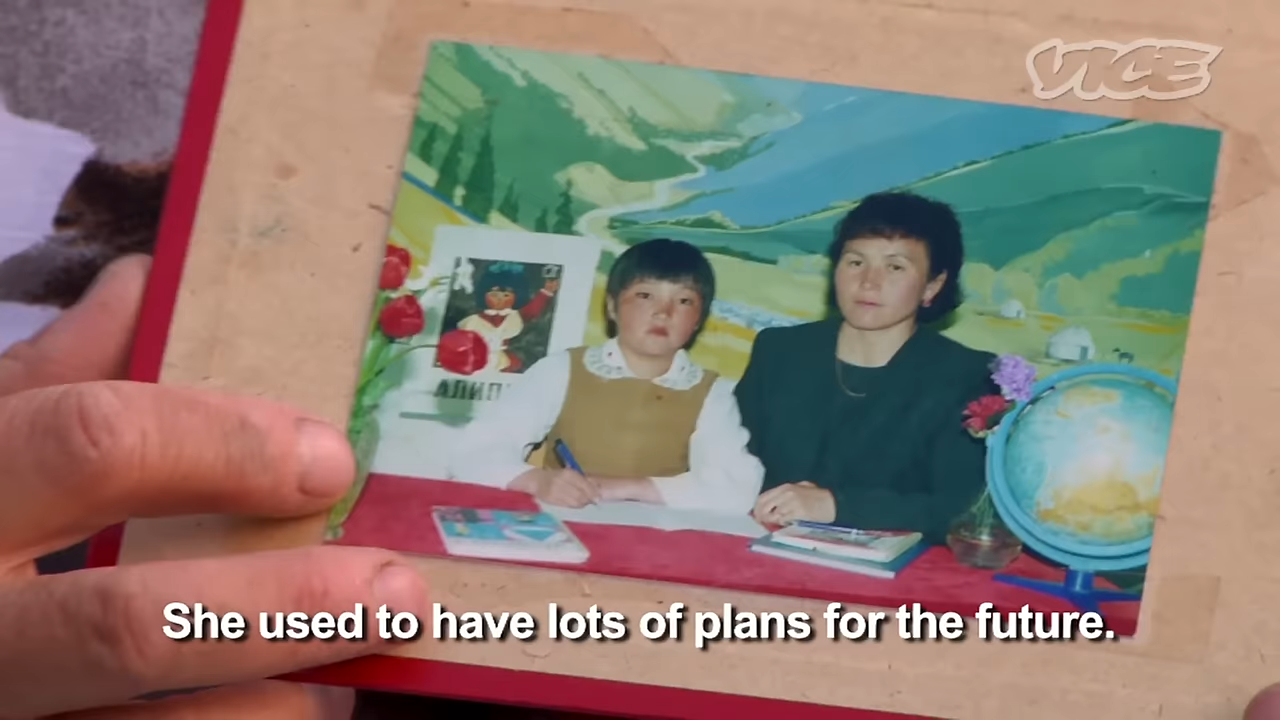 VICE
АЛИП
She used to have lots of plans for the future.